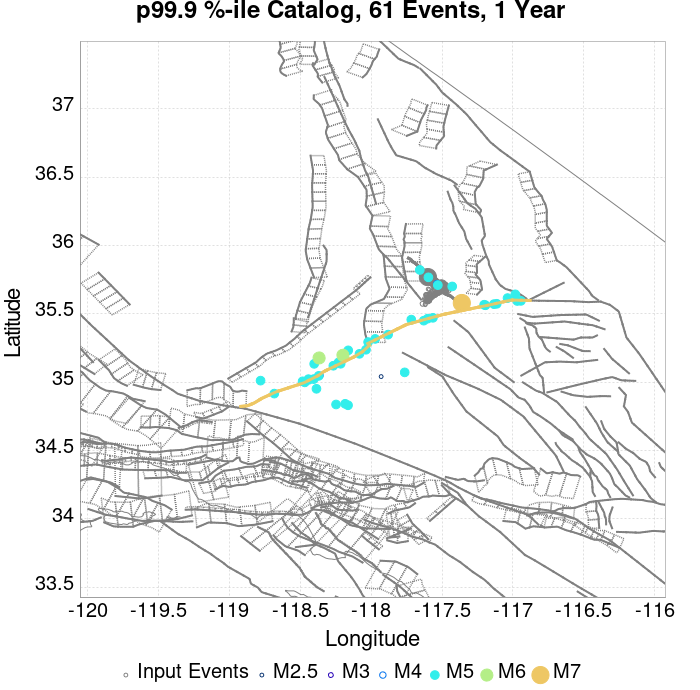 p99.9 %-ile Catalog, 61 Events, 1 Year
Latitude
37
36.5
36
35.5
35
34.5
34
33.5
-120 -119.5 -119 -118.5 -118 -117.5 -117 -116.5 -116
Longitude
Input Events M2.5 M3 M4 M5 M6 M7